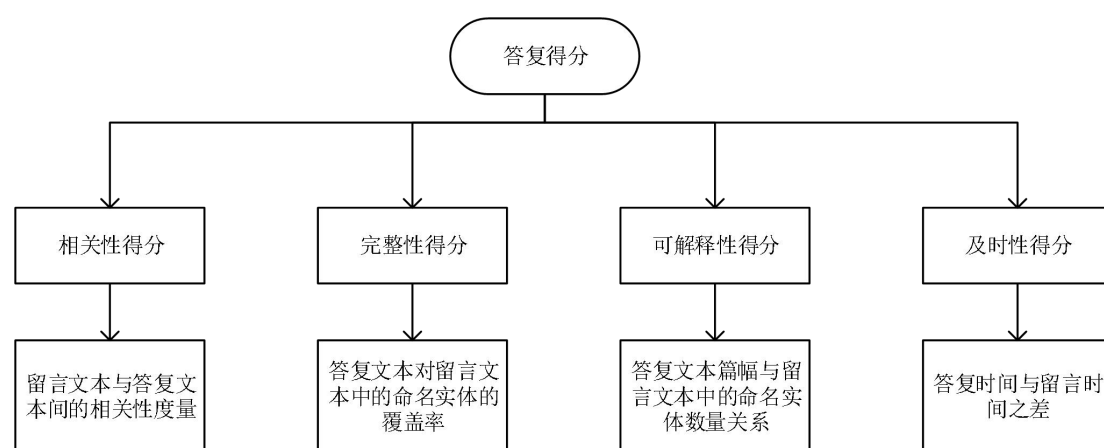 答复得分
相关性得分
完整性得分
可解释性得分
及时性得分
留言文本与答复文
本间的相关性度量
答复文本对留言文
本中的命名实体的
覆盖率
答复文本篇幅与留
言文本中的命名实
体数量关系
答复时间与留言时
间之差